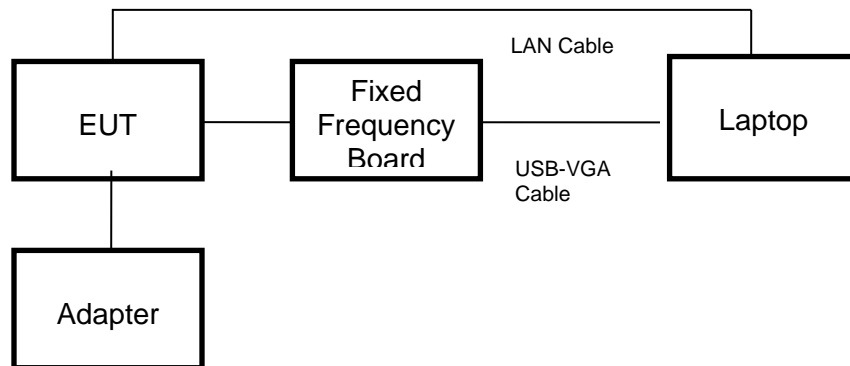 LAN Cable
EUT
Fixed
Frequency
Board
Laptop
USB-VGA
Cable
Adapter